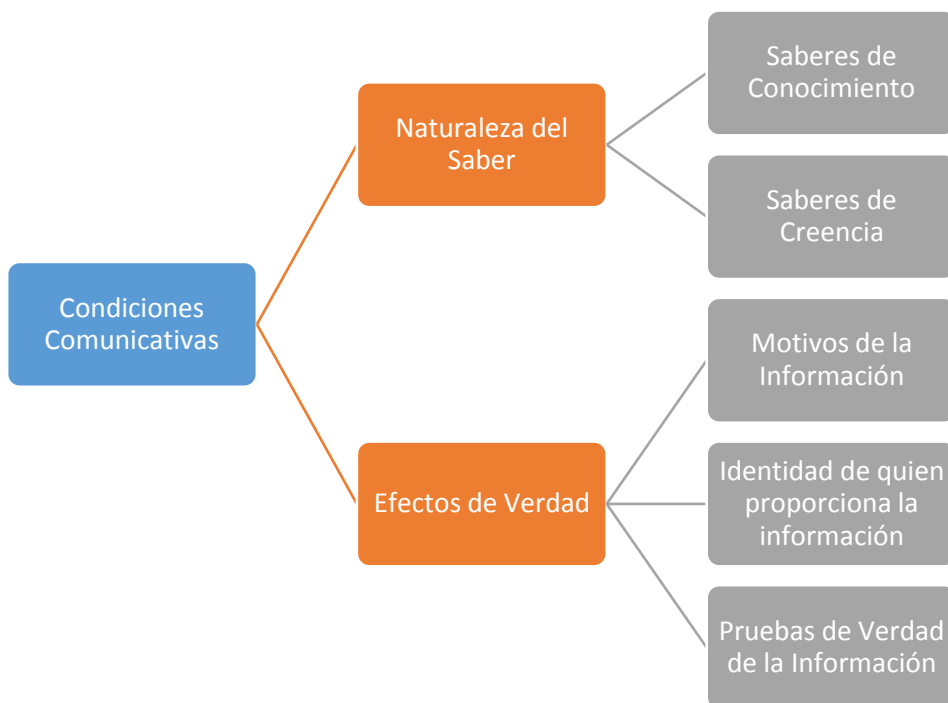 Condiciones
Comunicativas
Naturaleza del
Saber
Saberes de
Conocimiento
Saberes de
Creencia
Efectos de Verdad
Motivos de la
Información
Identidad de quien
proporciona la
información
Pruebas de Verdad
de la Información